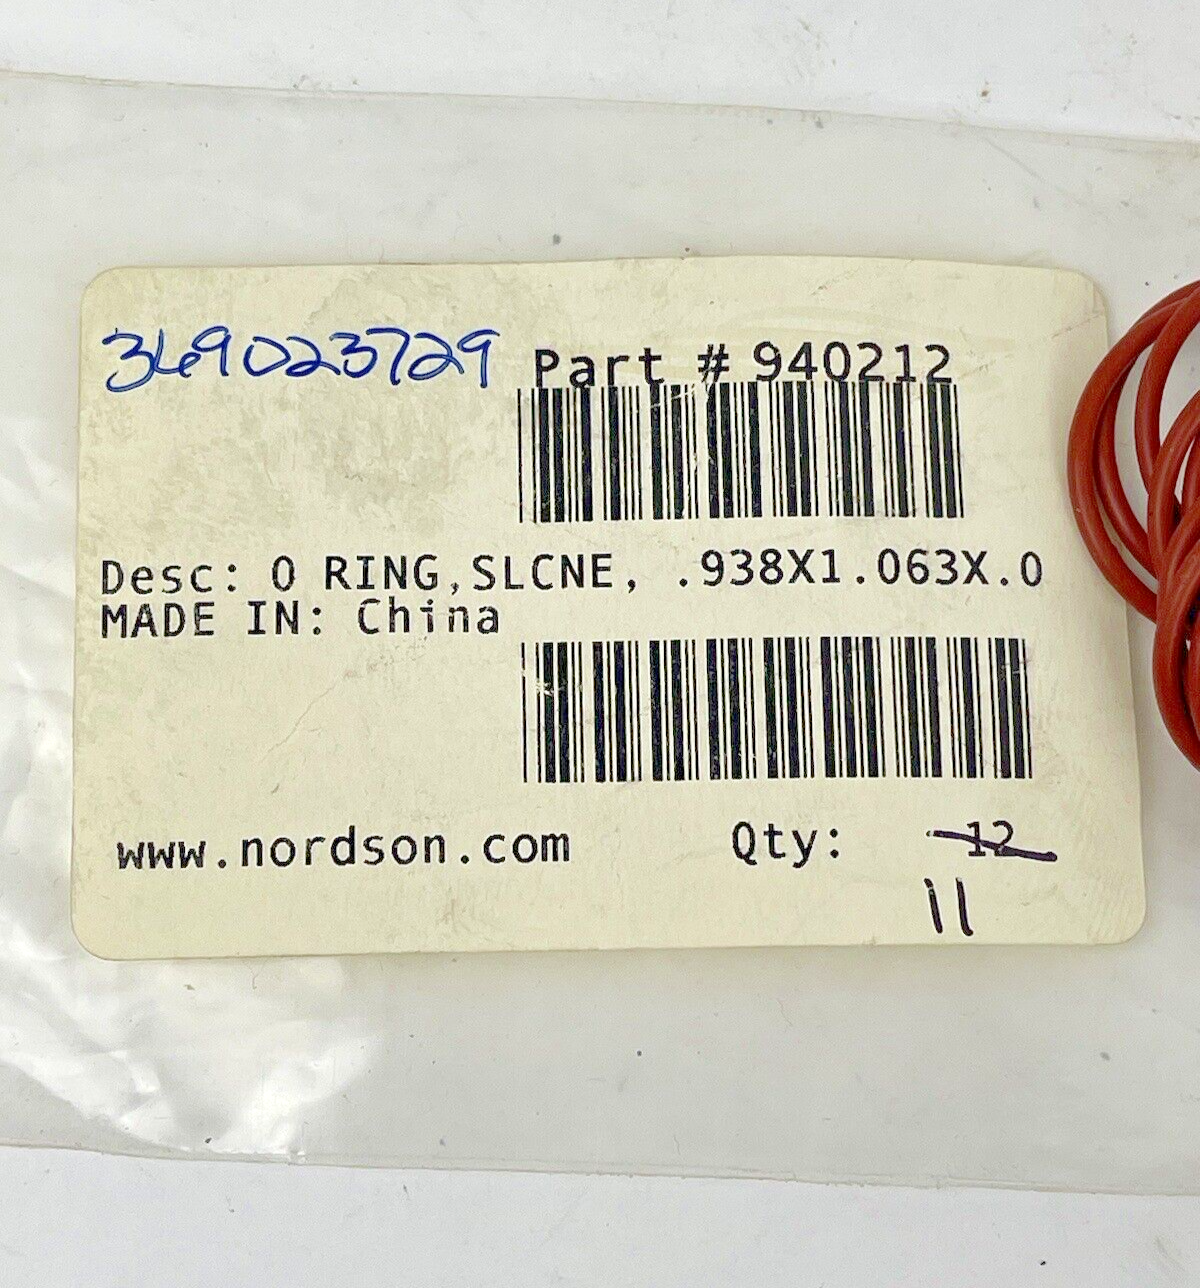 369023729 Part # 940212
Desc: O RING,SLCNE, .938X1.063X.0
MADE IN: China
www.nordson.com Qty: 12
11